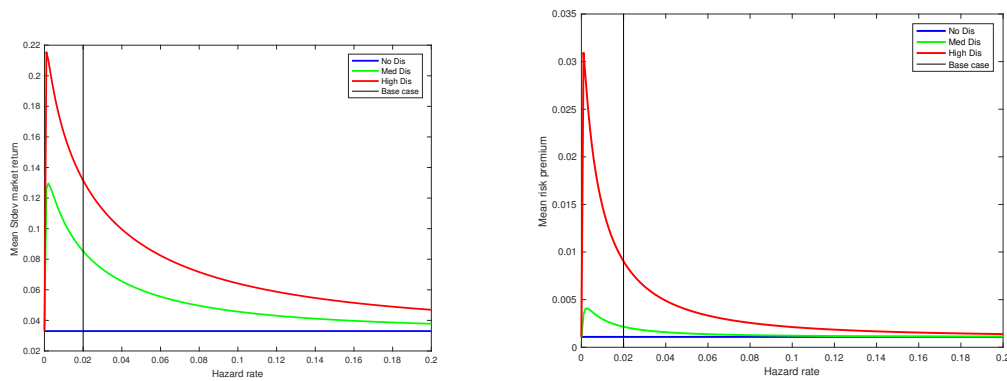 Mean Stdev market return
0.22
0.2
0.18
0.16
0.14
0.12
0.1
0.08
0.06
0.04
0.02
No Dis
Med Dis
High Dis
Base case
0 0.02 0.04 0.06 0.08 0.1 0.12 0.14 0.16 0.18 0.2
Hazard rate
Mean risk premium
0.035
0.03
0.025
0.02
0.015
0.01
0.005
0
No Dis
Med Dis
High Dis
Base case
0 0.02 0.04 0.06 0.08 0.1 0.12 0.14 0.16 0.18 0.2
Hazard rate